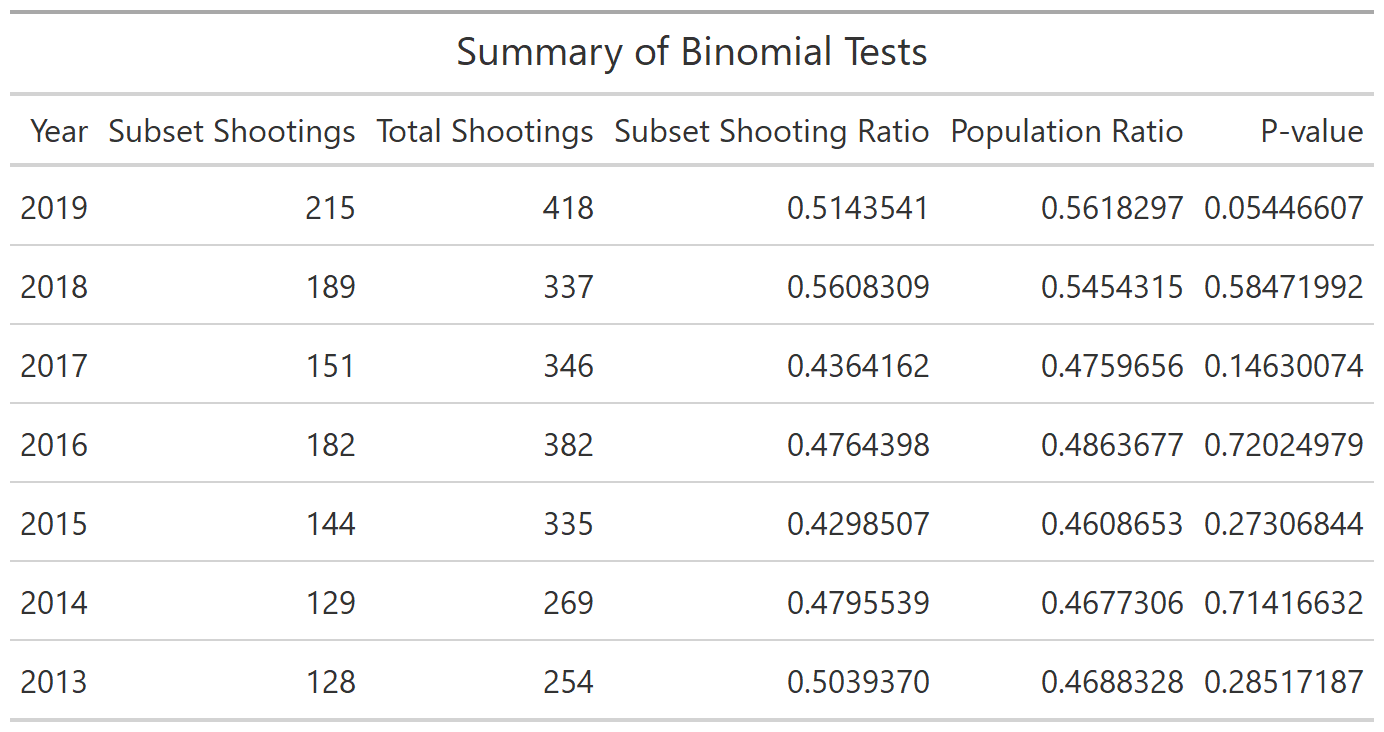 Summary of Binomial Tests
Year Subset Shootings Total Shootings Subset Shooting Ratio Population Ratio P-value
2019 215 418 0.5143541 0.5618297 0.05446607
2018 189 337 0.5608309 0.5454315 0.58471992
2017 151 346 0.4364162 0.4759656 0.14630074
2016 182 382 0.4764398 0.4863677 0.72024979
2015 144 335 0.4298507 0.4608653 0.27306844
2014 129 269 0.4795539 0.4677306 0.71416632
2013 128 254 0.5039370 0.4688328 0.28517187